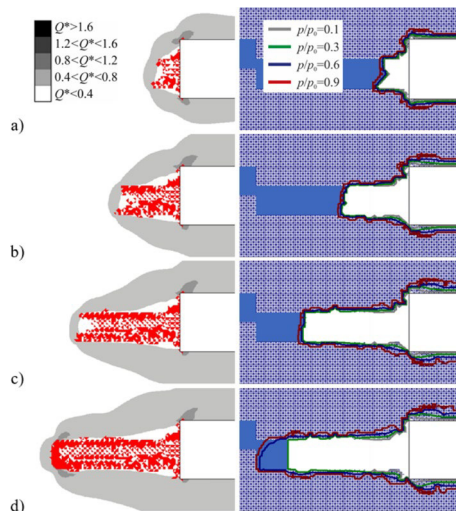 Q*>1.6
1.2<Q*<1.6
0.8<Q*<1.2
0.4<Q*<0.8
Q*<0.4
p/p₀=0.1
p/p₀=0.3
p/p₀=0.6
p/p₀=0.9
a)
b)
c)
d)